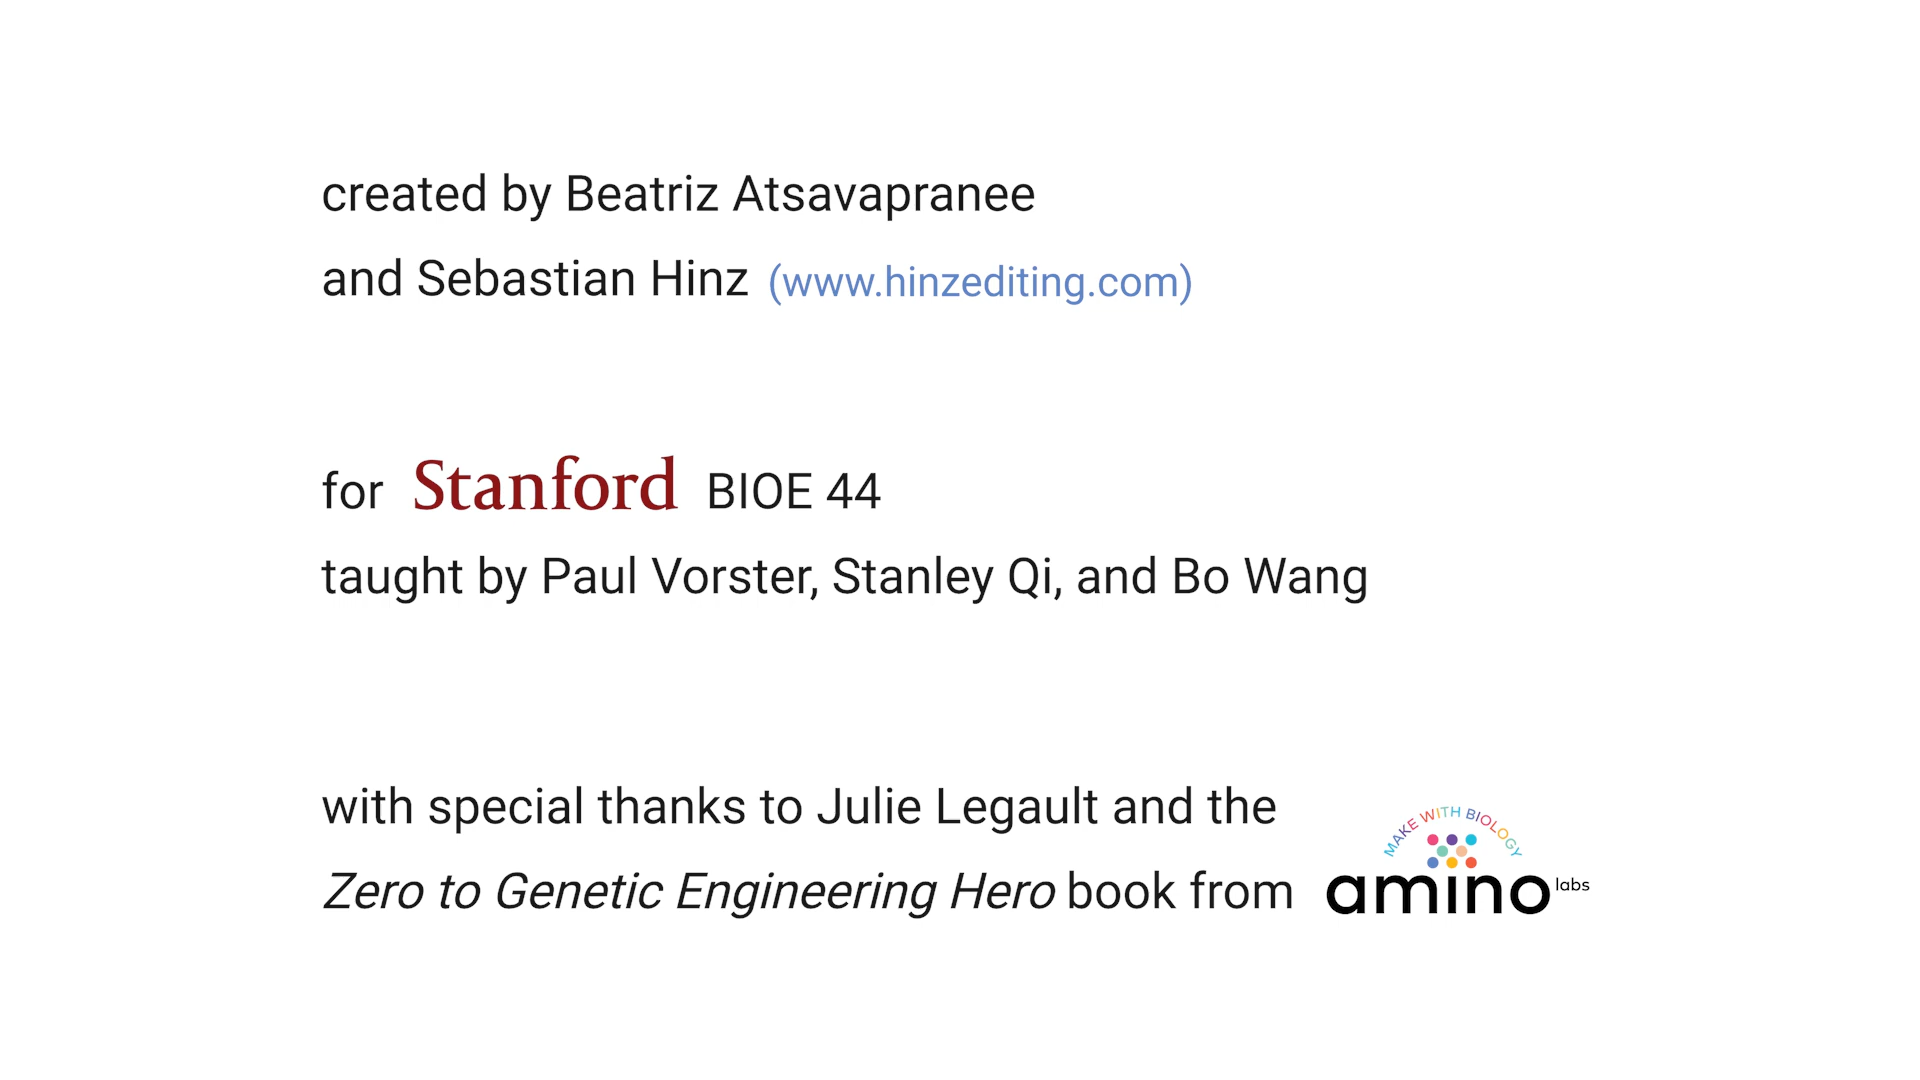 created by Beatriz Atsavapranee
and Sebastian Hinz (www.hinzediting.com)
for Stanford BIOE 44
taught by Paul Vorster, Stanley Qi, and Bo Wang
with special thanks to Julie Legault and the
Zero to Genetic Engineering Hero book from
MAKE WITH BIOLOGY
amino labs